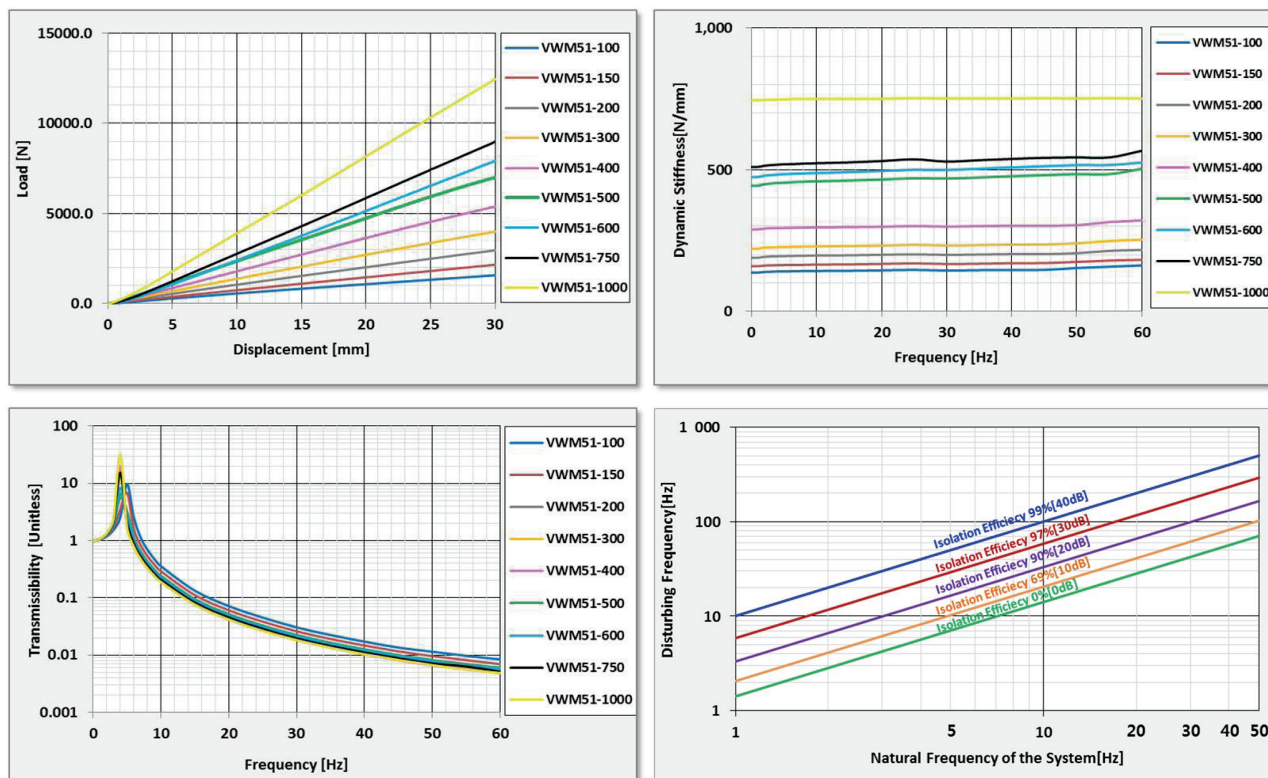 15000.0
10000.0
5000.0
0.0
Load [N]
0 5 10 15 20 25 30
Displacement [mm]
VWM51-100
VWM51-150
VWM51-200
VWM51-300
VWM51-400
VWM51-500
VWM51-600
VWM51-750
VWM51-1000
1,000
500
0
Dynamic Stiffness[N/mm]
0 10 20 30 40 50 60
Frequency [Hz]
VWM51-100
VWM51-150
VWM51-200
VWM51-300
VWM51-400
VWM51-500
VWM51-600
VWM51-750
VWM51-1000
100
10
1
0.1
0.01
0.001
Transmissibility [Unitless]
0 10 20 30 40 50 60
Frequency [Hz]
VWM51-100
VWM51-150
VWM51-200
VWM51-300
VWM51-400
VWM51-500
VWM51-600
VWM51-750
VWM51-1000
1 000
100
10
1
Disturbing Frequency[Hz]
Isolation Efficiecy 99%[40dB]
Isolation Efficiecy 97%[30dB]
Isolation Efficiecy 90%[20dB]
Isolation Efficiecy 69%[10dB]
Isolation Efficiecy 0%[0dB]
1 5 10 20 30 40 50
Natural Frequency of the System[Hz]